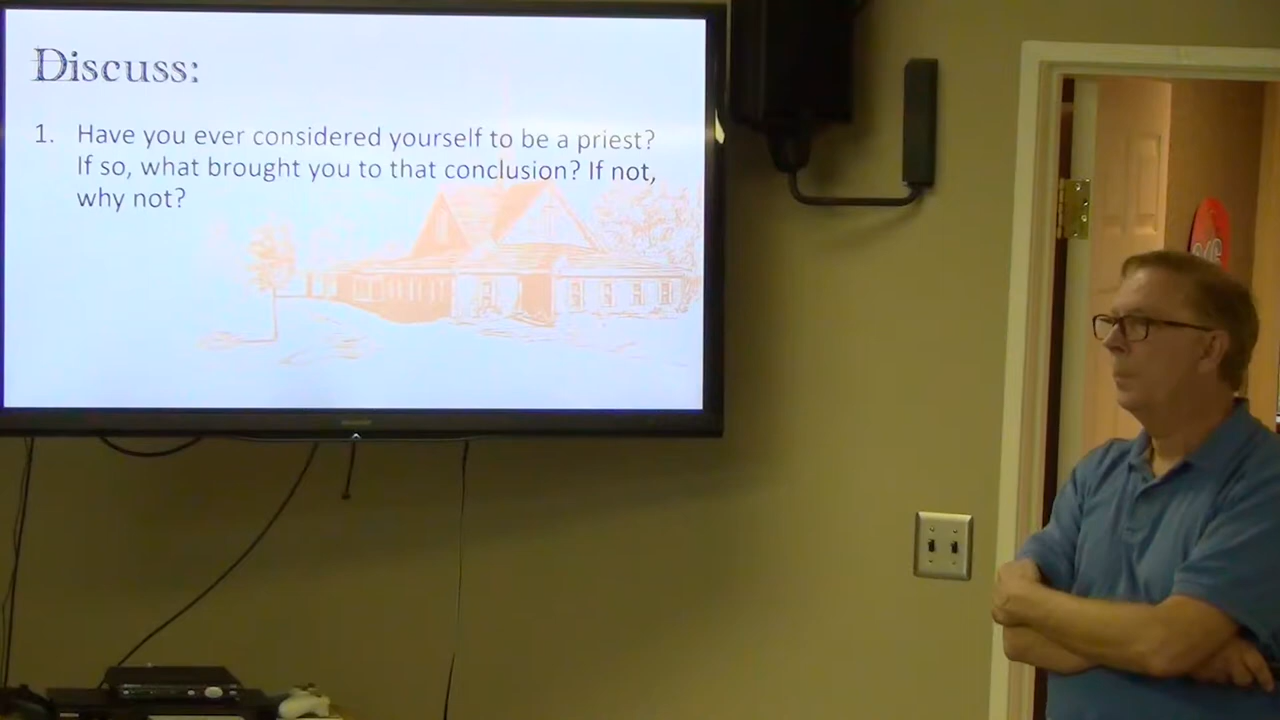 Discuss:
1. Have you ever considered yourself to be a priest?
If so, what brought you to that conclusion? If not,
why not?